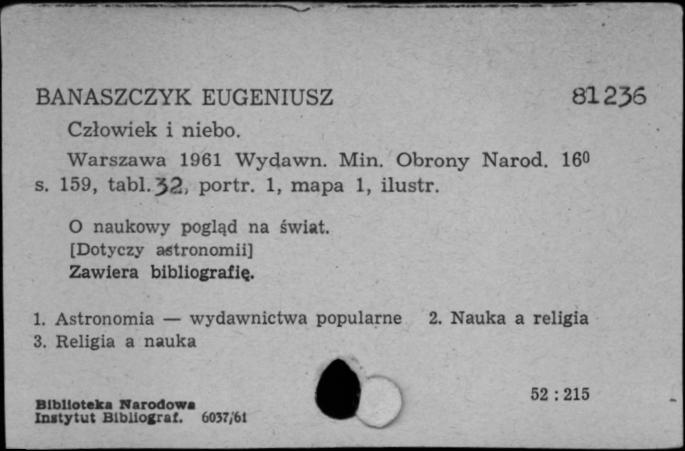 BANASZCZYK EUGENIUSZ 81236
Człowiek i niebo.
Warszawa 1961 Wydawn. Min. Obrony Narod. 16⁰
s. 159, tabl. 32, portr. 1, mapa 1, ilustr.
O naukowy pogląd na świat.
[Dotyczy astronomii]
Zawiera bibliografię.
1. Astronomia — wydawnictwa popularne 2. Nauka a religia
3. Religia a nauka
52 : 215
Biblioteka Narodowa
Instytut Bibliograf. 6037/61